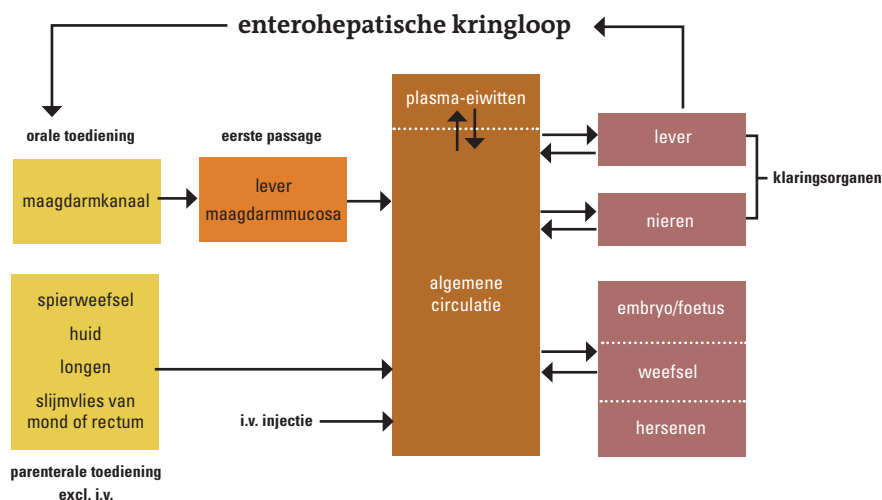 enterohepatische kringloop
orale toediening
maagdarmkanaal
eerste passage
lever
maagdarmmucosa
plasma-eiwitten
algemene
circulatie
lever
nieren
klaringsorganen
spierweefsel
huid
longen
slijmvlies van
mond of rectum
parenterale toediening
excl. i.v.
i.v. injectie
embryo/foetus
weefsel
hersenen